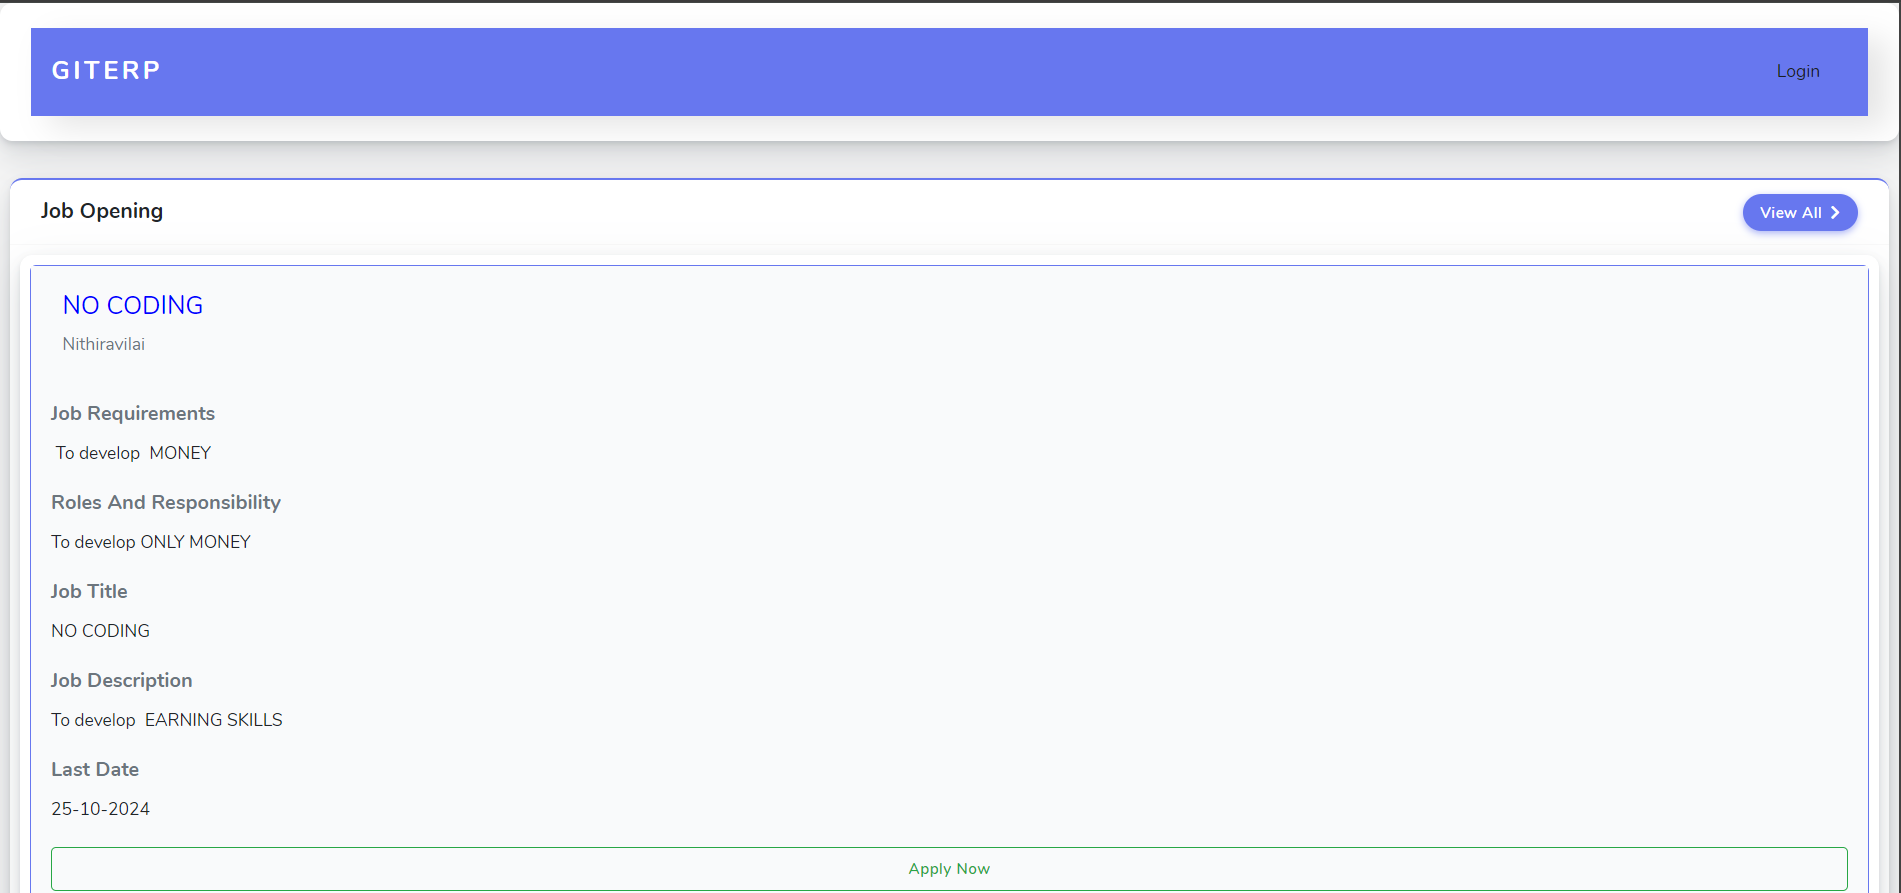 GITERP
Login
Job Opening
View All
NO CODING
Nithiravilai
Job Requirements
To develop  MONEY
Roles And Responsibility
To develop ONLY MONEY
Job Title
NO CODING
Job Description
To develop  EARNING SKILLS
Last Date
25-10-2024
Apply Now